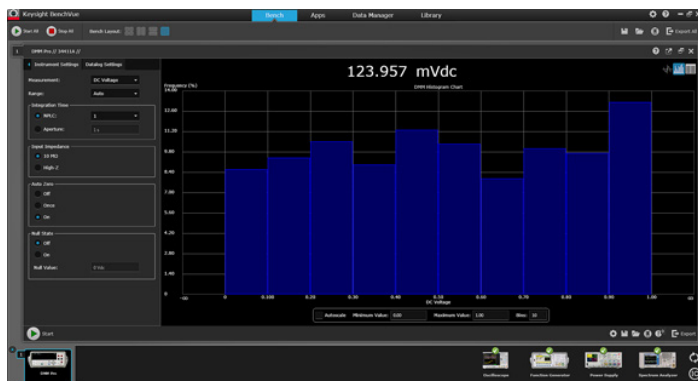 Keysight BenchVue
Bench
Apps
Data Manager
Library
Start All
Stop All
Bench Layout:
Export All
1
DMM Pro // 34411A //
Instrument Settings
Datalog Settings
123.957 mVdc
DMM Histogram Chart
Frequency (%)
Measurement:
DC Voltage
Range:
Auto
Integration Time
NPLC:
1
Aperture:
1 s
Input Impedance
10 MΩ
High-Z
Auto Zero
Off
Once
On
Null State
Off
On
Null Value:
14.00
12.60
11.20
9.80
8.40
7.00
5.60
4.20
2.80
1.40
0
-∞
0
0.100
0.20
0.30
0.40
0.50
0.60
0.70
0.80
0.90
1.00
∞
DC Voltage
Autoscale
Minimum Value:
0.00
Maximum Value:
1.00
Bins:
10
Start
Export
1
DMM Pro
Oscilloscope
Function Generator
Power Supply
Spectrum Analyzer